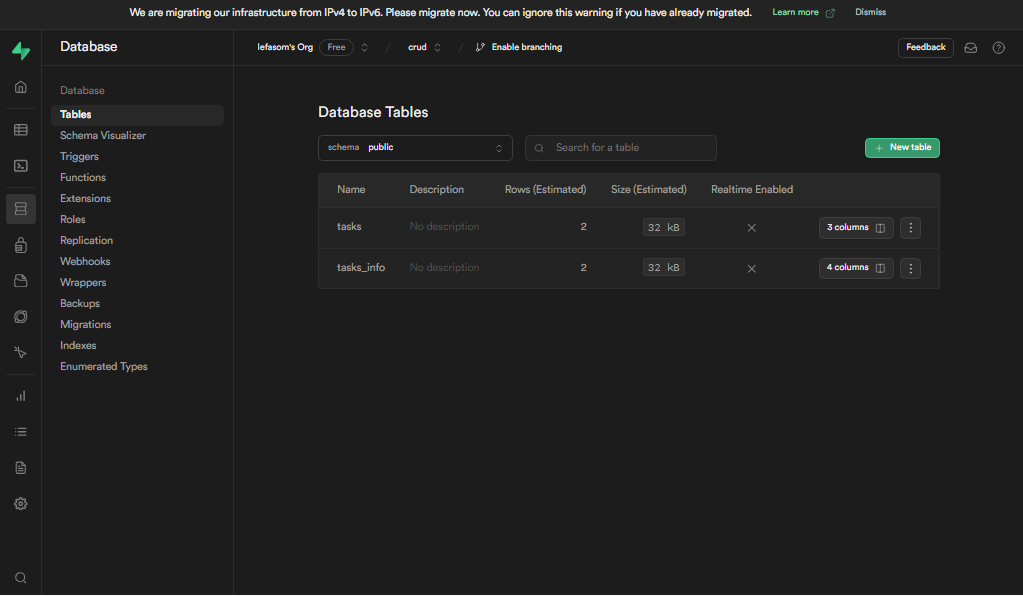 We are migrating our infrastructure from IPv4 to IPv6. Please migrate now. You can ignore this warning if you have already migrated. Learn more Dismiss
Database
lefasom's Org Free / crud / Enable branching
Feedback
Database
Tables
Schema Visualizer
Triggers
Functions
Extensions
Roles
Replication
Webhooks
Wrappers
Backups
Migrations
Indexes
Enumerated Types
Database Tables
schema public
Search for a table
+ New table
Name Description Rows (Estimated) Size (Estimated) Realtime Enabled
tasks No description 2 32 kB 3 columns
tasks_info No description 2 32 kB 4 columns